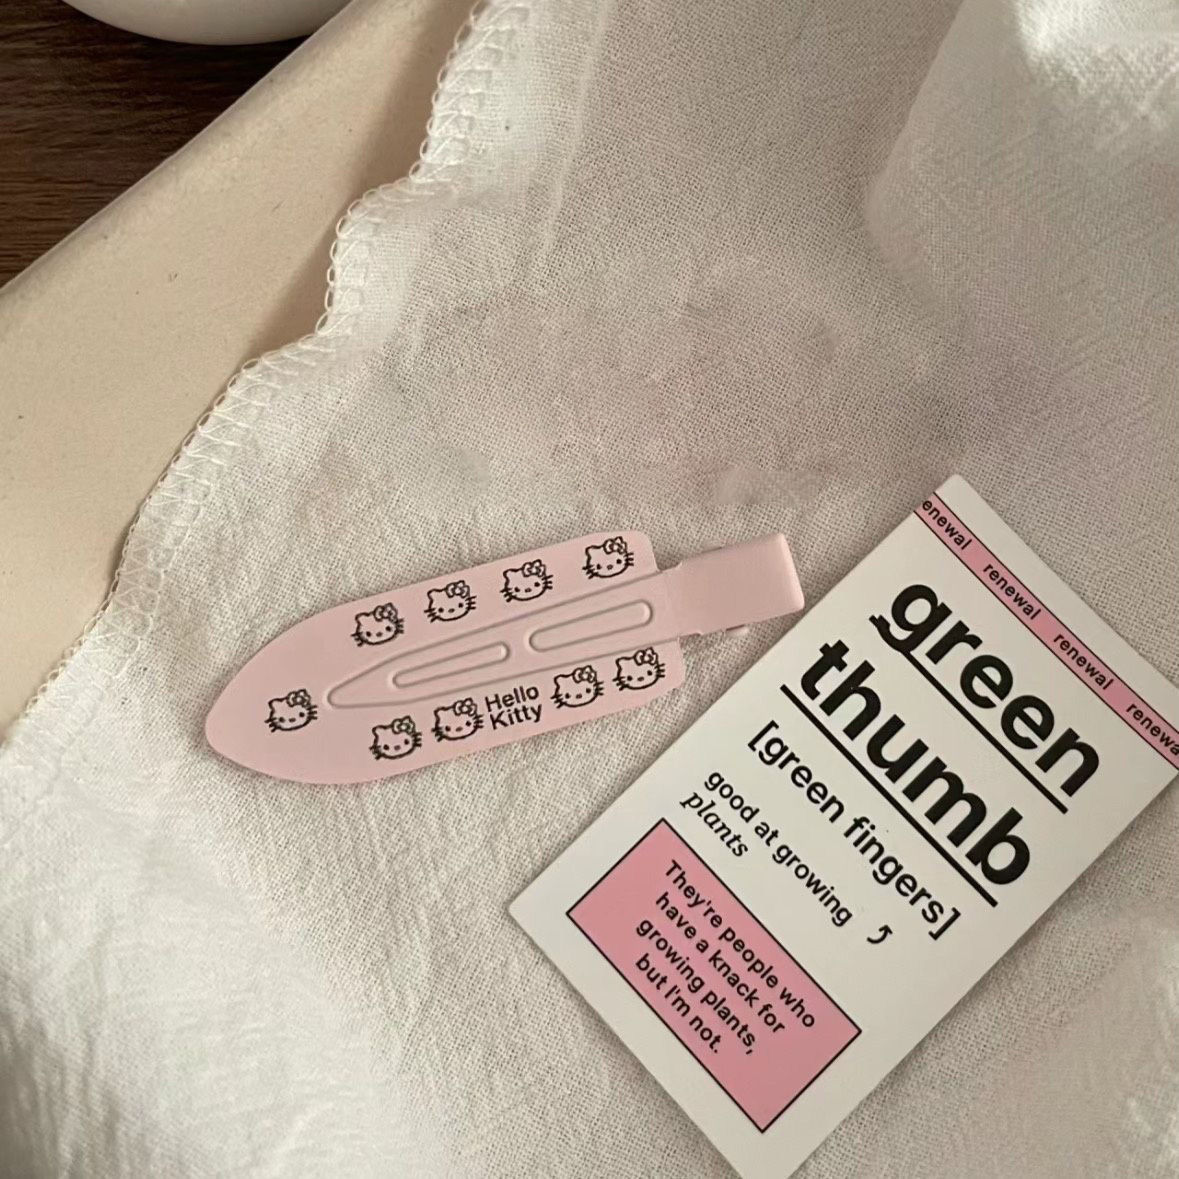 Hello
Kitty
renewal renewal renewal renewa
green
thumb
[green fingers]
good at growing
plants
They're people who
have a knack for
growing plants,
but I'm not.